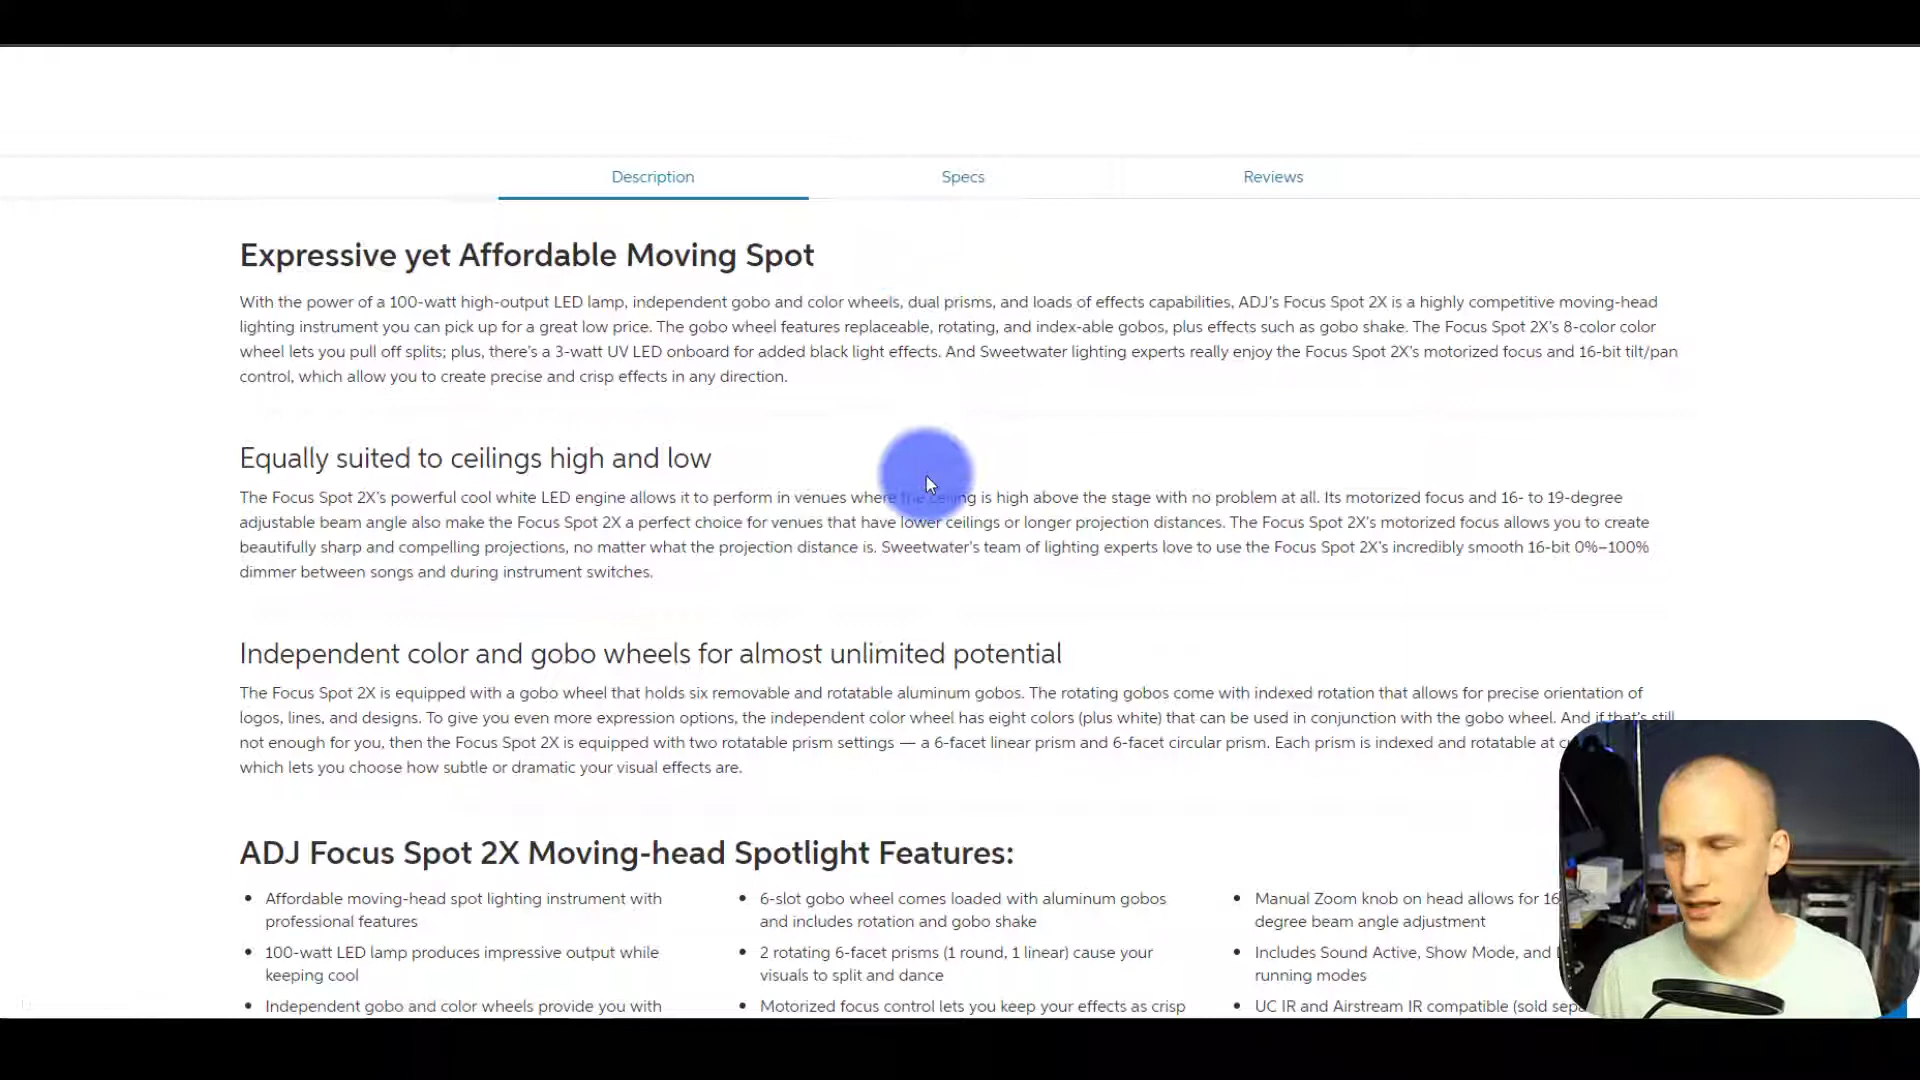 Description
Specs
Reviews
Expressive yet Affordable Moving Spot
With the power of a 100-watt high-output LED lamp, independent gobo and color wheels, dual prisms, and loads of effects capabilities, ADJ's Focus Spot 2X is a highly competitive moving-head
lighting instrument you can pick up for a great low price. The gobo wheel features replaceable, rotating, and index-able gobos, plus effects such as gobo shake. The Focus Spot 2X's 8-color color
wheel lets you pull off splits; plus, there's a 3-watt UV LED onboard for added black light effects. And Sweetwater lighting experts really enjoy the Focus Spot 2X's motorized focus and 16-bit tilt/pan
control, which allow you to create precise and crisp effects in any direction.
Equally suited to ceilings high and low
The Focus Spot 2X's powerful cool white LED engine allows it to perform in venues where the ceiling is high above the stage with no problem at all. Its motorized focus and 16- to 19-degree
adjustable beam angle also make the Focus Spot 2X a perfect choice for venues that have lower ceilings or longer projection distances. The Focus Spot 2X's motorized focus allows you to create
beautifully sharp and compelling projections, no matter what the projection distance is. Sweetwater's team of lighting experts love to use the Focus Spot 2X's incredibly smooth 16-bit 0%–100%
dimmer between songs and during instrument switches.
Independent color and gobo wheels for almost unlimited potential
The Focus Spot 2X is equipped with a gobo wheel that holds six removable and rotatable aluminum gobos. The rotating gobos come with indexed rotation that allows for precise orientation of
logos, lines, and designs. To give you even more expression options, the independent color wheel has eight colors (plus white) that can be used in conjunction with the gobo wheel. And if that's still
not enough for you, then the Focus Spot 2X is equipped with two rotatable prism settings — a 6-facet linear prism and 6-facet circular prism. Each prism is indexed and rotatable at
which lets you choose how subtle or dramatic your visual effects are.
ADJ Focus Spot 2X Moving-head Spotlight Features:
• Affordable moving-head spot lighting instrument with
professional features
• 100-watt LED lamp produces impressive output while
keeping cool
• Independent gobo and color wheels provide you with
• 6-slot gobo wheel comes loaded with aluminum gobos
and includes rotation and gobo shake
• 2 rotating 6-facet prisms (1 round, 1 linear) cause your
visuals to split and dance
• Motorized focus control lets you keep your effects as crisp
• Manual Zoom knob on head allows for 16
degree beam angle adjustment
• Includes Sound Active, Show Mode, and
running modes
• UC IR and Airstream IR compatible (sold